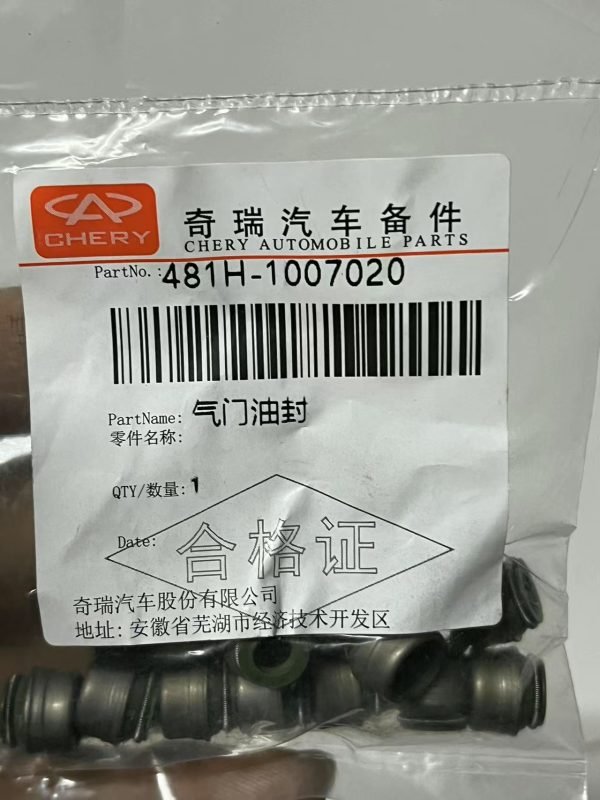 CHERY
奇瑞汽车备件
CHERY AUTOMOBILE PARTS
PartNo.:481H-1007020
PartName: 气门油封
零件名称:
QTY/数量:1
Date:
合格证
奇瑞汽车股份有限公司
地址:安徽省芜湖市经济技术开发区